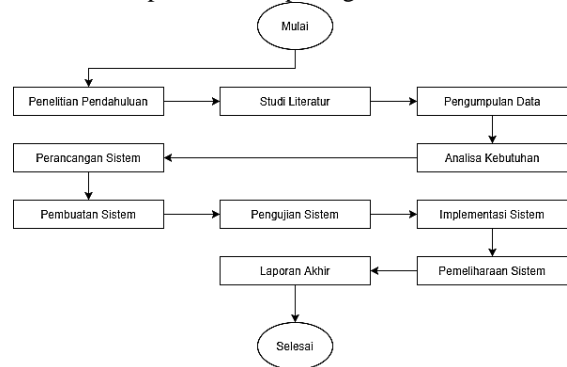 Mulai
Penelitian Pendahuluan
Studi Literatur
Pengumpulan Data
Analisa Kebutuhan
Perancangan Sistem
Pembuatan Sistem
Pengujian Sistem
Implementasi Sistem
Pemeliharaan Sistem
Laporan Akhir
Selesai